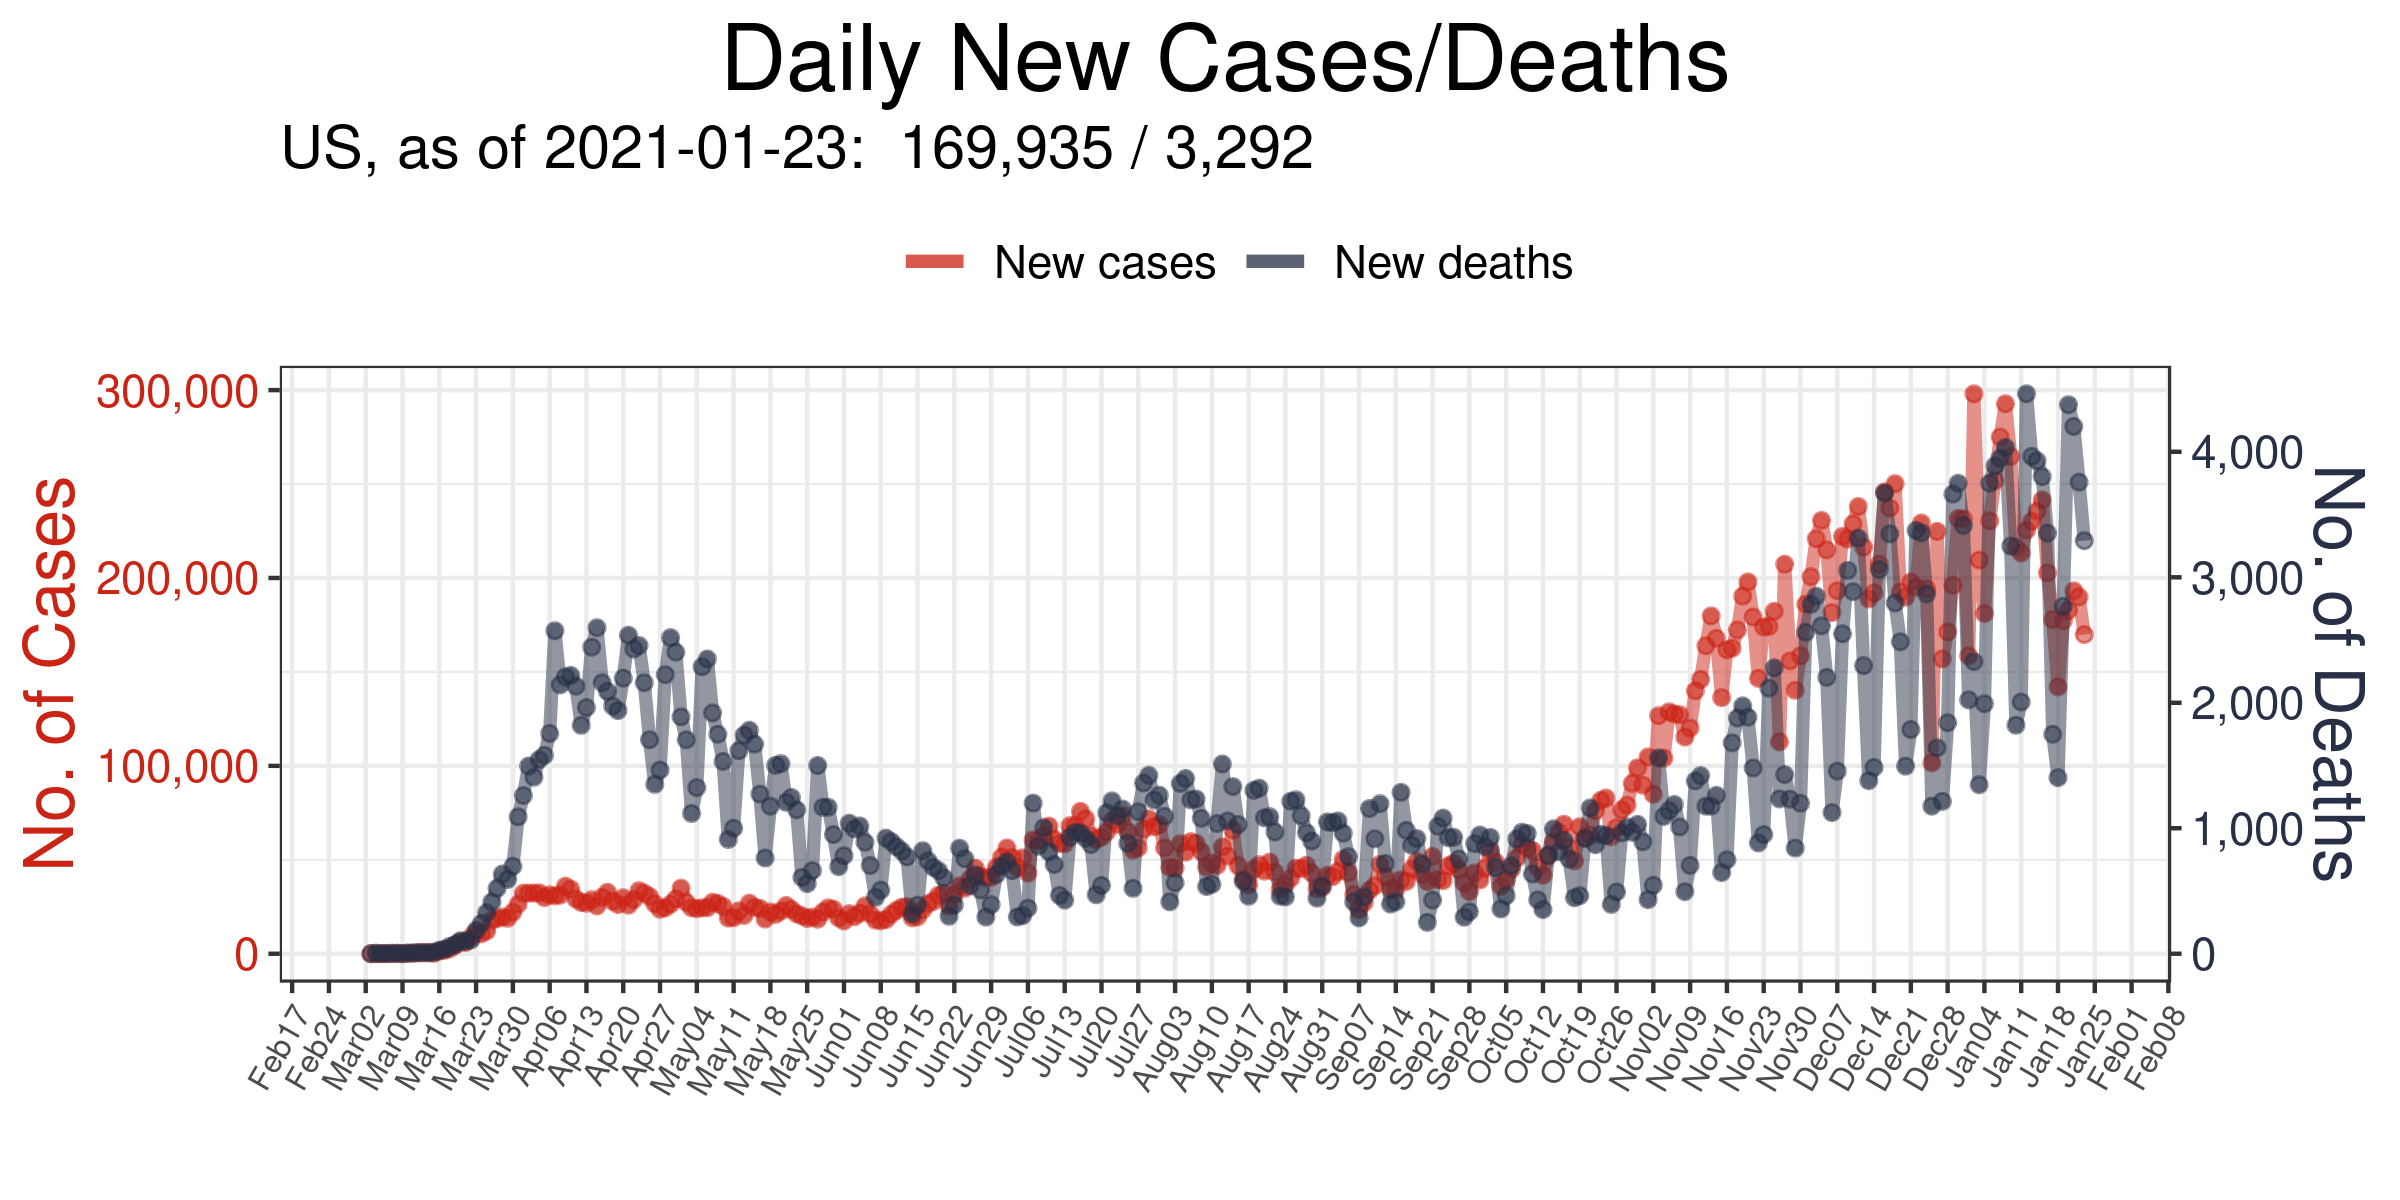 Daily New Cases/Deaths
US, as of 2021-01-23:  169,935 / 3,292
New cases
New deaths
No. of Cases
300,000
200,000
100,000
0
No. of Deaths
4,000
3,000
2,000
1,000
0
Feb17
Feb24
Mar02
Mar09
Mar16
Mar23
Mar30
Apr06
Apr13
Apr20
Apr27
May04
May11
May18
May25
Jun01
Jun08
Jun15
Jun22
Jun29
Jul06
Jul13
Jul20
Jul27
Aug03
Aug10
Aug17
Aug24
Aug31
Sep07
Sep14
Sep21
Sep28
Oct05
Oct12
Oct19
Oct26
Nov02
Nov09
Nov16
Nov23
Nov30
Dec07
Dec14
Dec21
Dec28
Jan04
Jan11
Jan18
Jan25
Feb01
Feb08